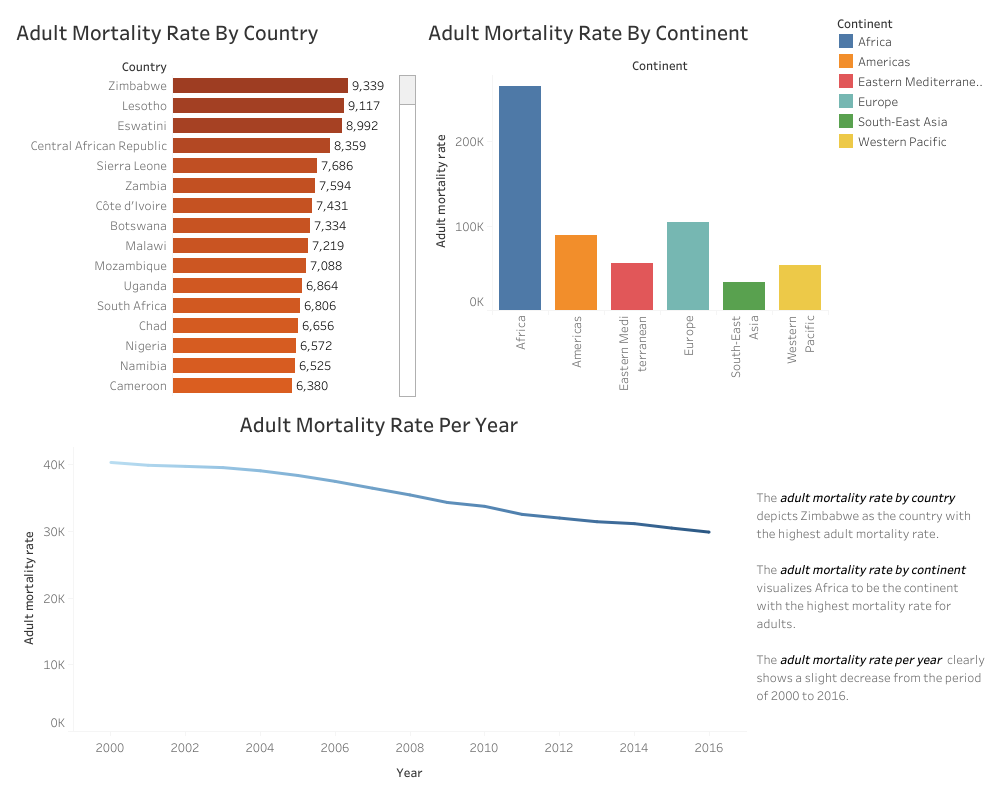 Adult Mortality Rate By Country
Country
Zimbabwe 9,339
Lesotho 9,117
Eswatini 8,992
Central African Republic 8,359
Sierra Leone 7,686
Zambia 7,594
Côte d'Ivoire 7,431
Botswana 7,334
Malawi 7,219
Mozambique 7,088
Uganda 6,864
South Africa 6,806
Chad 6,656
Nigeria 6,572
Namibia 6,525
Cameroon 6,380
Adult Mortality Rate By Continent
Continent
Adult mortality rate
200K
100K
0K
Africa
Americas
Eastern Medi
terranean
Europe
South-East
Asia
Western
Pacific
Continent
Africa
Americas
Eastern Mediterrane..
Europe
South-East Asia
Western Pacific
Adult Mortality Rate Per Year
Adult mortality rate
40K
30K
20K
10K
0K
2000 2002 2004 2006 2008 2010 2012 2014 2016
Year
The adult mortality rate by country
depicts Zimbabwe as the country with
the highest adult mortality rate.
The adult mortality rate by continent
visualizes Africa to be the continent
with the highest mortality rate for
adults.
The adult mortality rate per year clearly
shows a slight decrease from the period
of 2000 to 2016.